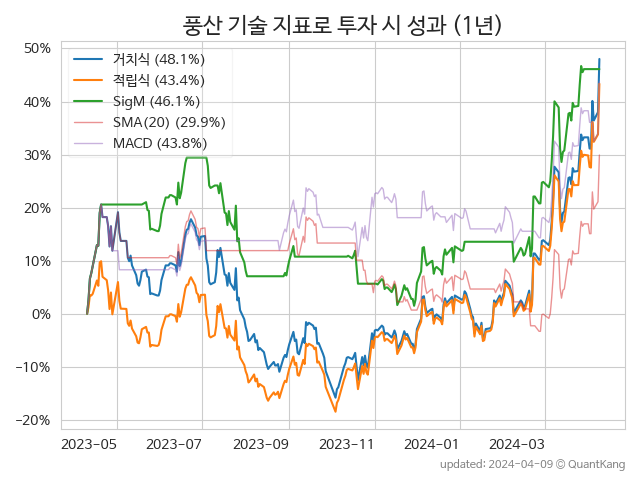 풍산 기술 지표로 투자 시 성과 (1년)
거치식 (48.1%)
적립식 (43.4%)
SigM (46.1%)
SMA(20) (29.9%)
MACD (43.8%)
50%
40%
30%
20%
10%
0%
−10%
−20%
2023-05 2023-07 2023-09 2023-11 2024-01 2024-03
updated: 2024-04-09 © QuantKang